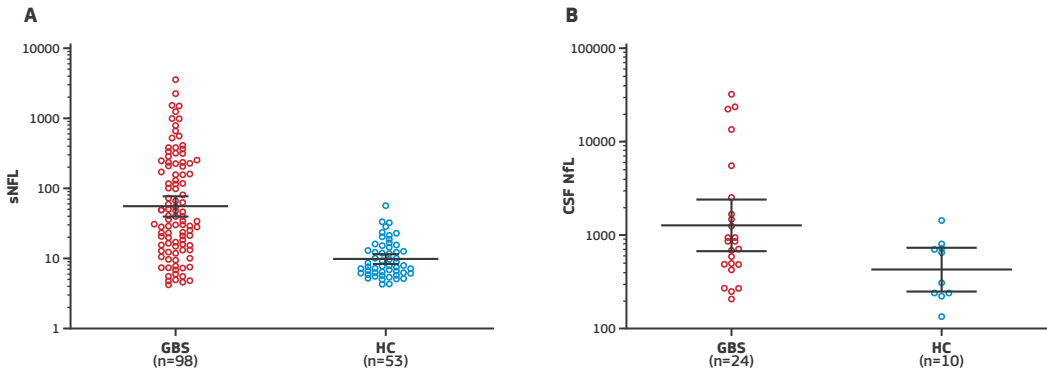 A
sNFL
10000
1000
100
10
1
GBS
(n=98)
HC
(n=53)
B
CSF NfL
100000
10000
1000
100
GBS
(n=24)
HC
(n=10)